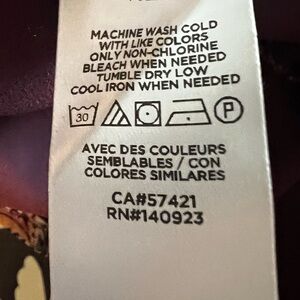 MACHINE WASH COLD
WITH LIKE COLORS
ONLY NON-CHLORINE
BLEACH WHEN NEEDED
TUMBLE DRY LOW
COOL IRON WHEN NEEDED
30 P
AVEC DES COULEURS
SEMBLABLES / CON
COLORES SIMILARES
CA#57421
RN#140923